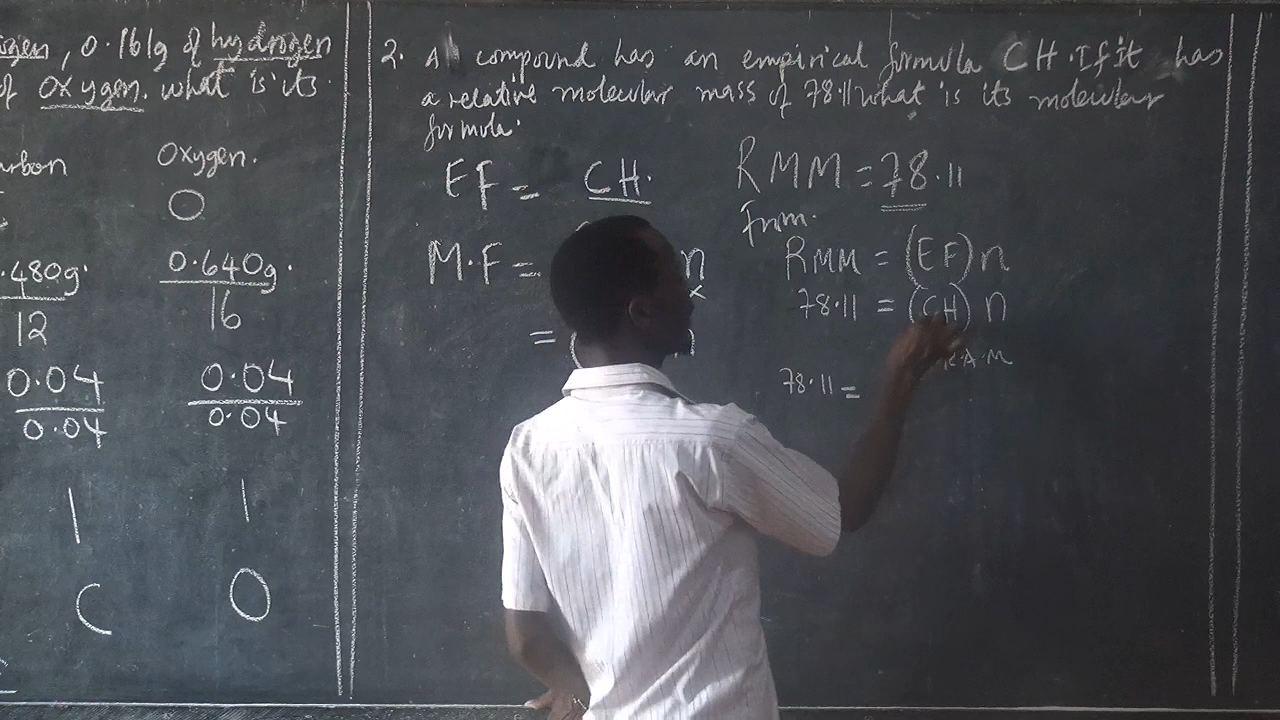 , 0.161g of hydrogen
of oxygen. what is its
Oxygen.
O
.480g. 0.640g.
12 16
0.04 0.04
0.04 0.04
1 1
C O
2. A compound has an empirical formula CH. If it has
a relative molecular mass of 78.11 what is its molecular
formula.
EF = CH.
M.F = n
=
RMM = 78.11
From.
RMM = (EF)n
78.11 = (CH) n
R.A.M
78.11 =